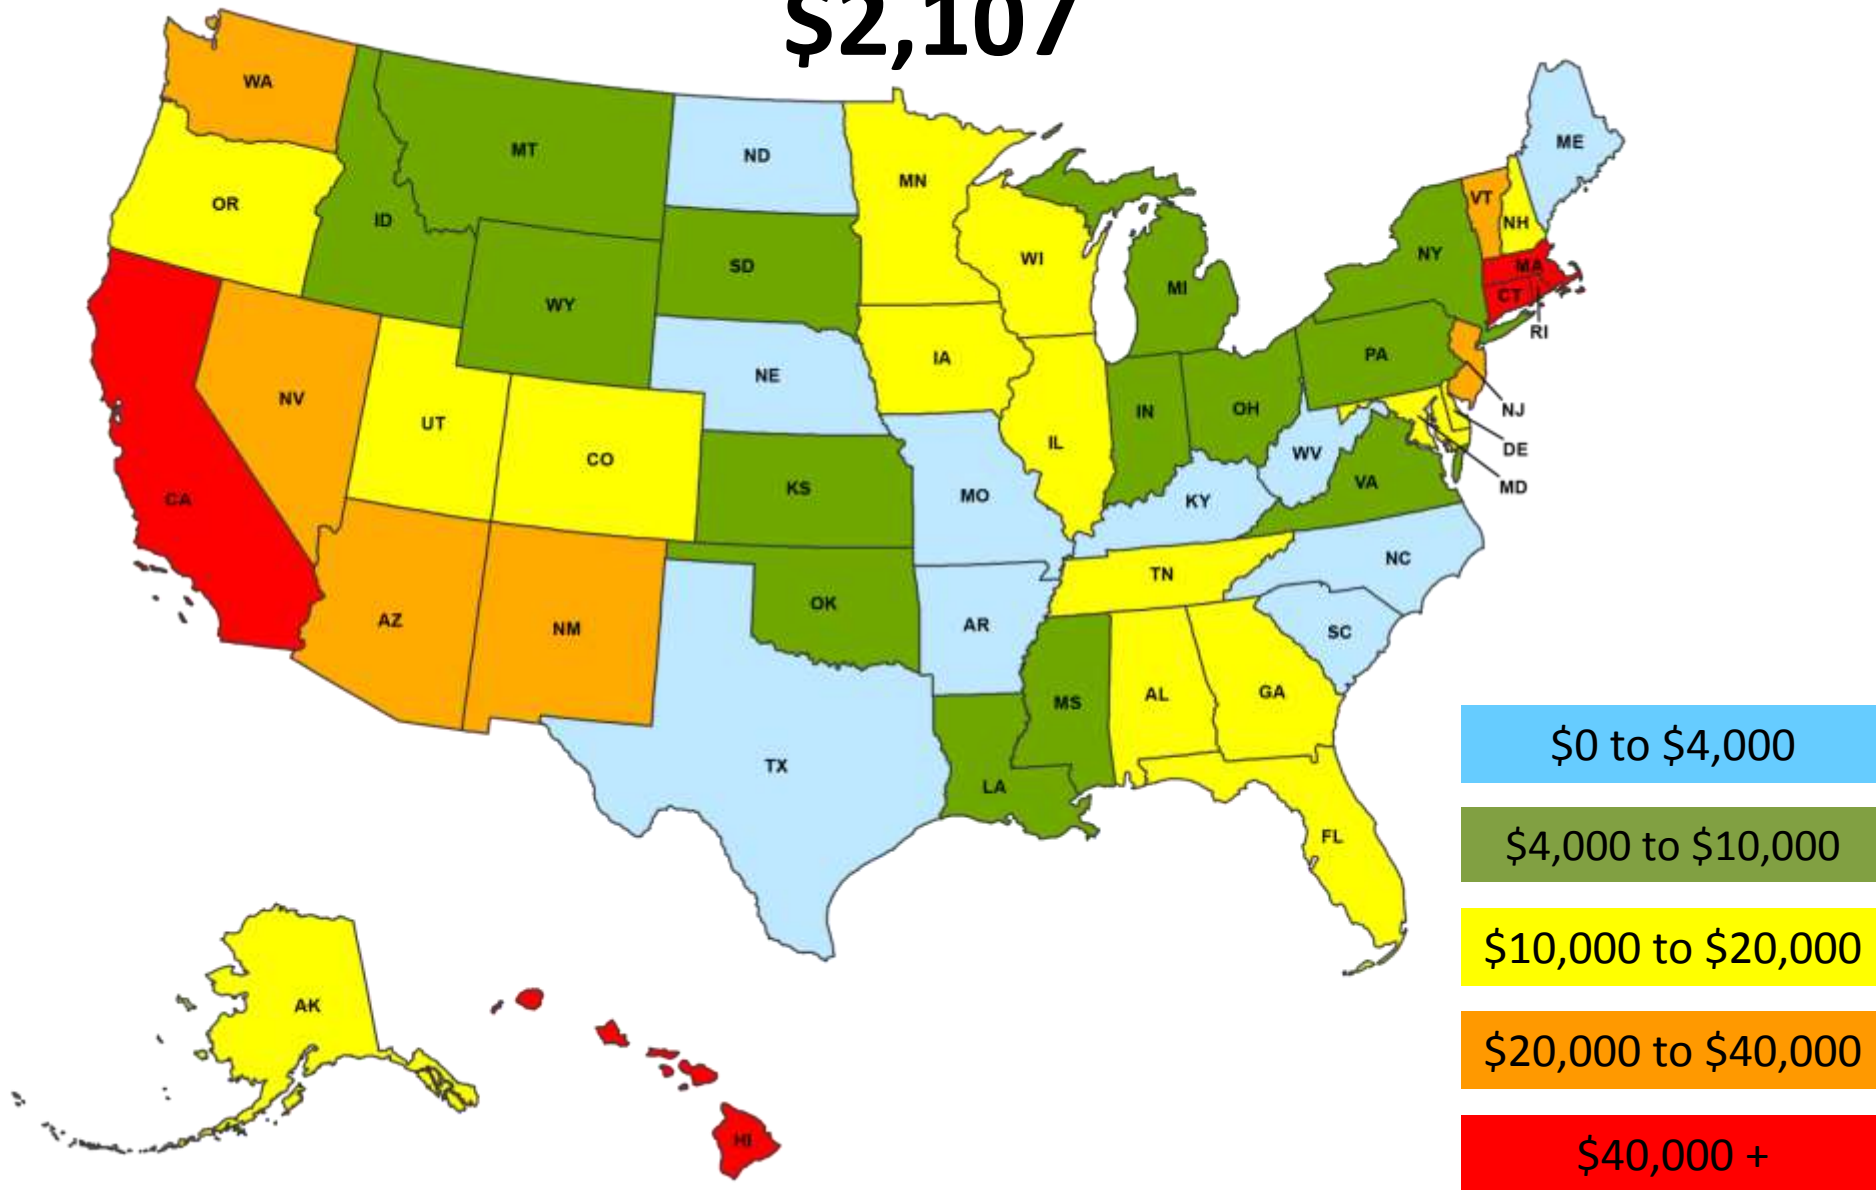 $2,107
WA
MT
ND
MN
ME
OR
ID
VT
NH
NY
WI
SD
MA
MI
CT
WY
RI
PA
IA
NE
NV
IN
OH
NJ
UT
IL
DE
CO
WV
VA
MD
KS
MO
KY
CA
NC
TN
OK
AZ
NM
AR
SC
MS
AL
GA
TX
LA
FL
AK
HI
$0 to $4,000
$4,000 to $10,000
$10,000 to $20,000
$20,000 to $40,000
$40,000 +